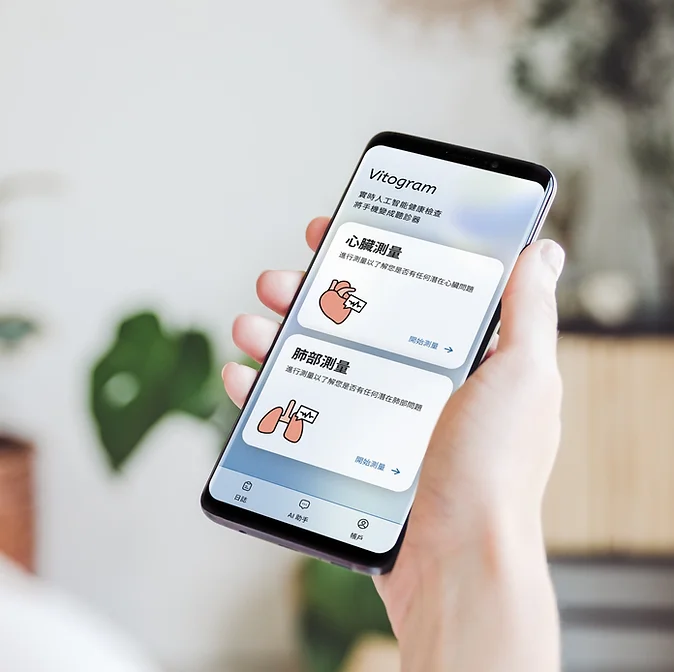 Vitogram
實時人工智能健康檢查
將手機變成聽診器
心臟測量
進行測量以了解您是否有任何潛在心臟問題
開始測量
肺部測量
進行測量以了解您是否有任何潛在肺部問題
開始測量
日誌
AI 助手
帳戶